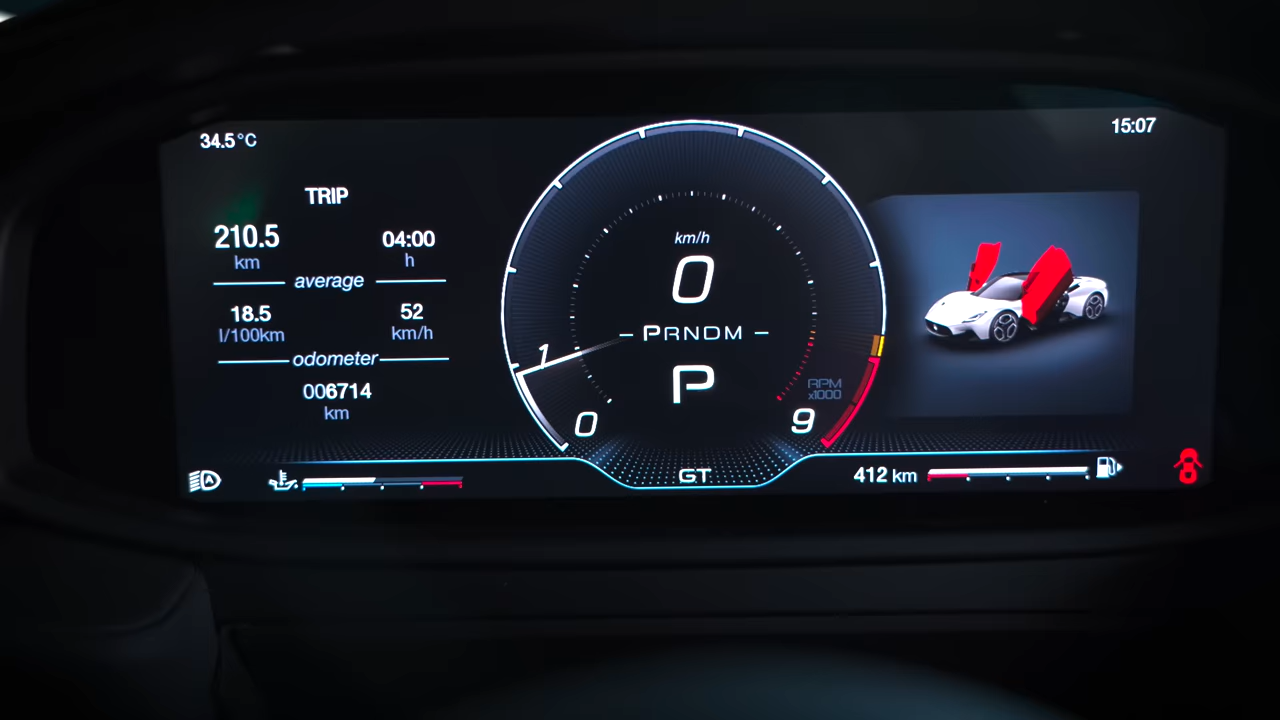 34.5°C
15:07
TRIP
210.5 04:00
km h
average
18.5 52
l/100km km/h
odometer
006714
km
km/h
0
PRNDM
P
1
0
9
RPM
x1000
GT
412 km
A